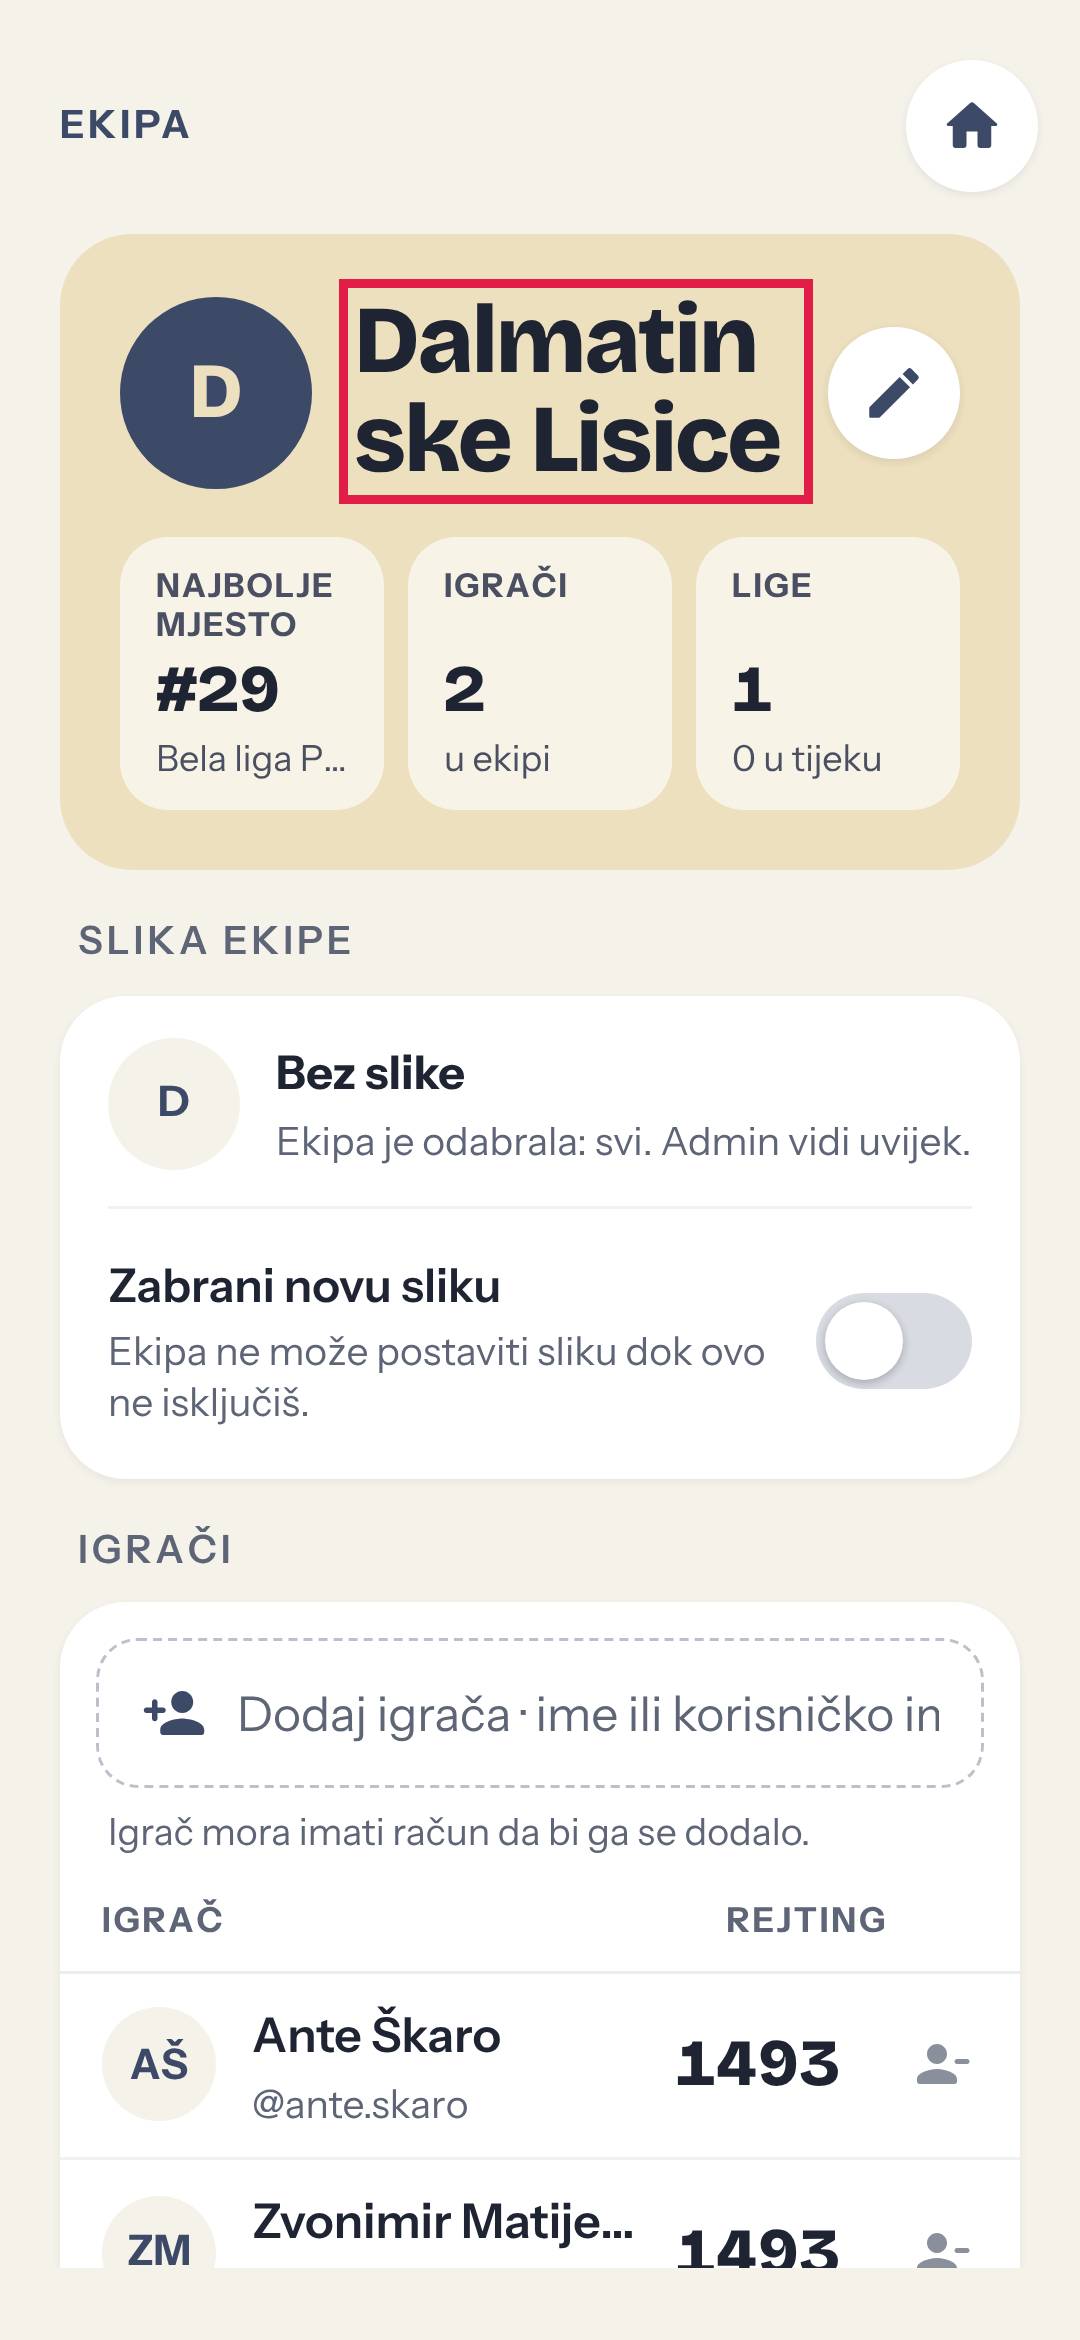 EKIPA
D
Dalmatin
ske Lisice
NAJBOLJE
MJESTO
#29
Bela liga P...
IGRAČI
2
u ekipi
LIGE
1
0 u tijeku
SLIKA EKIPE
D
Bez slike
Ekipa je odabrala: svi. Admin vidi uvijek.
Zabrani novu sliku
Ekipa ne može postaviti sliku dok ovo
ne isključiš.
IGRAČI
Dodaj igrača · ime ili korisničko in
Igrač mora imati račun da bi ga se dodalo.
IGRAČ REJTING
AŠ
Ante Škaro
@ante.skaro
1493
ZM
Zvonimir Matije...
1493